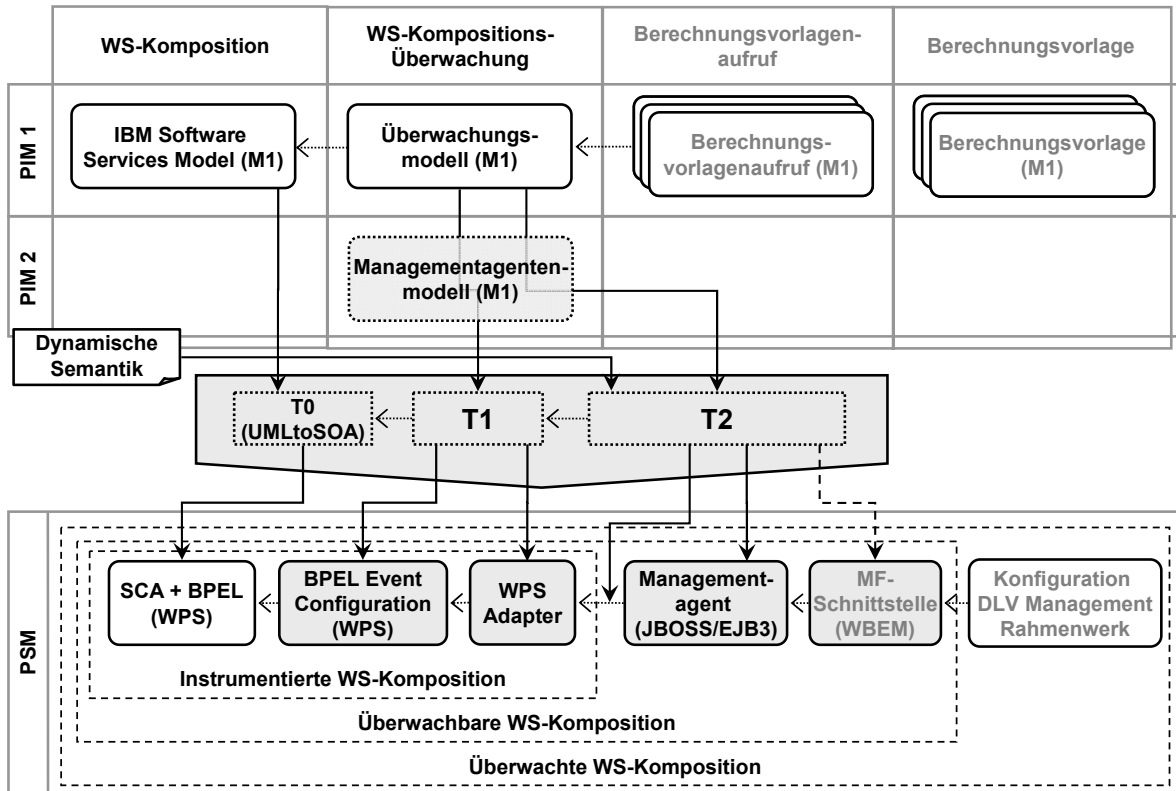 WS-Komposition
WS-Kompositions-
Überwachung
Berechnungsvorlagen-
aufruf
Berechnungsvorlage
PIM 1
IBM Software
Services Model (M1)
Überwachungs-
modell (M1)
Berechnungs-
vorlagenaufruf (M1)
Berechnungsvorlage
(M1)
PIM 2
Managementagenten-
modell (M1)
Dynamische
Semantik
T0
(UMLtoSOA)
T1
T2
PSM
SCA + BPEL
(WPS)
BPEL Event
Configuration
(WPS)
WPS
Adapter
Management-
agent
(JBOSS/EJB3)
MF-
Schnittstelle
(WBEM)
Konfiguration
DLV Management
Rahmenwerk
Instrumentierte WS-Komposition
Überwachbare WS-Komposition
Überwachte WS-Komposition